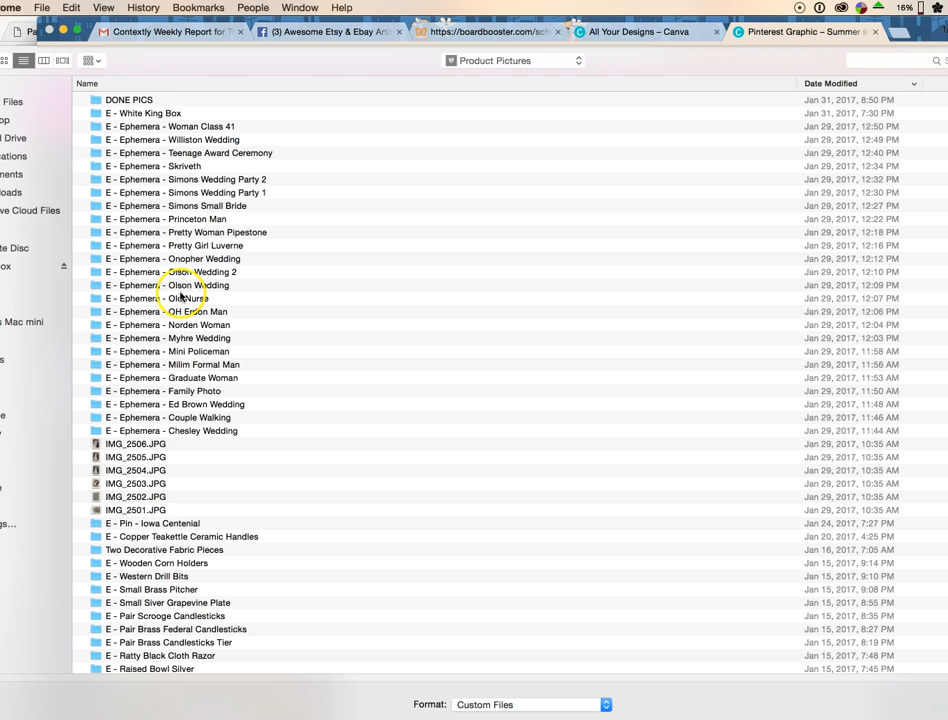 ome File Edit View History Bookmarks People Window Help 16%
Pa Contextly Weekly Report for T × (3) Awesome Etsy & Ebay Arti × https://boardbooster.com/sch × All Your Designs – Canva × Pinterest Graphic – Summer s ×
Product Pictures
Name Date Modified
Files
op
l Drive
cations
ments
loads
ve Cloud Files
te Disc
ox
s Mac mini
s
e
gs...
DONE PICS Jan 31, 2017, 8:50 PM
E - White King Box Jan 31, 2017, 7:30 PM
E - Ephemera - Woman Class 41 Jan 29, 2017, 12:50 PM
E - Ephemera - Williston Wedding Jan 29, 2017, 12:49 PM
E - Ephemera - Teenage Award Ceremony Jan 29, 2017, 12:40 PM
E - Ephemera - Skriveth Jan 29, 2017, 12:34 PM
E - Ephemera - Simons Wedding Party 2 Jan 29, 2017, 12:32 PM
E - Ephemera - Simons Wedding Party 1 Jan 29, 2017, 12:30 PM
E - Ephemera - Simons Small Bride Jan 29, 2017, 12:27 PM
E - Ephemera - Princeton Man Jan 29, 2017, 12:22 PM
E - Ephemera - Pretty Woman Pipestone Jan 29, 2017, 12:18 PM
E - Ephemera - Pretty Girl Luverne Jan 29, 2017, 12:16 PM
E - Ephemera - Onopher Wedding Jan 29, 2017, 12:12 PM
E - Ephemera - Olson Wedding 2 Jan 29, 2017, 12:10 PM
E - Ephemera - Olson Wedding Jan 29, 2017, 12:09 PM
E - Ephemera - Old Nurse Jan 29, 2017, 12:07 PM
E - Ephemera - OH Erdon Man Jan 29, 2017, 12:06 PM
E - Ephemera - Norden Woman Jan 29, 2017, 12:04 PM
E - Ephemera - Myhre Wedding Jan 29, 2017, 12:03 PM
E - Ephemera - Mini Policeman Jan 29, 2017, 11:58 AM
E - Ephemera - Milim Formal Man Jan 29, 2017, 11:56 AM
E - Ephemera - Graduate Woman Jan 29, 2017, 11:53 AM
E - Ephemera - Family Photo Jan 29, 2017, 11:50 AM
E - Ephemera - Ed Brown Wedding Jan 29, 2017, 11:48 AM
E - Ephemera - Couple Walking Jan 29, 2017, 11:46 AM
E - Ephemera - Chesley Wedding Jan 29, 2017, 11:44 AM
IMG_2506.JPG Jan 29, 2017, 10:35 AM
IMG_2505.JPG Jan 29, 2017, 10:35 AM
IMG_2504.JPG Jan 29, 2017, 10:35 AM
IMG_2503.JPG Jan 29, 2017, 10:35 AM
IMG_2502.JPG Jan 29, 2017, 10:35 AM
IMG_2501.JPG Jan 29, 2017, 10:35 AM
E - Pin - Iowa Centenial Jan 24, 2017, 7:27 PM
E - Copper Teakettle Ceramic Handles Jan 20, 2017, 4:25 PM
Two Decorative Fabric Pieces Jan 16, 2017, 7:05 AM
E - Wooden Corn Holders Jan 15, 2017, 9:14 PM
E - Western Drill Bits Jan 15, 2017, 9:10 PM
E - Small Brass Pitcher Jan 15, 2017, 9:08 PM
E - Small Siver Grapevine Plate Jan 15, 2017, 8:55 PM
E - Pair Scrooge Candlesticks Jan 15, 2017, 8:35 PM
E - Pair Brass Federal Candlesticks Jan 15, 2017, 8:27 PM
E - Pair Brass Candlesticks Tier Jan 15, 2017, 8:19 PM
E - Ratty Black Cloth Razor Jan 15, 2017, 7:48 PM
E - Raised Bowl Silver Jan 15, 2017, 7:45 PM
Format: Custom Files